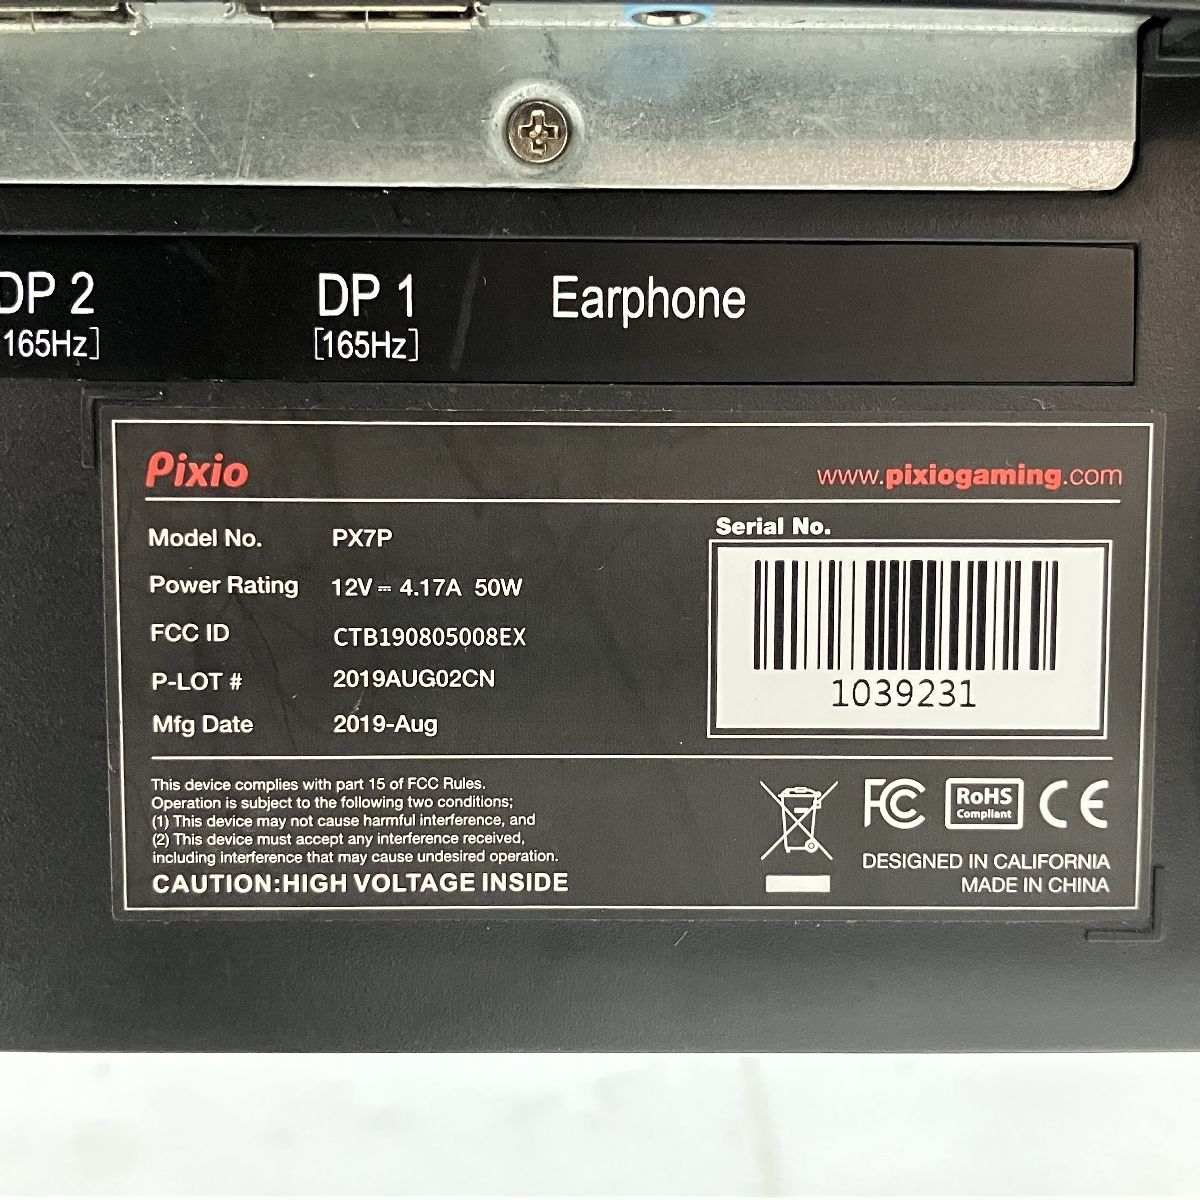 DP 2
[165Hz]
DP 1
[165Hz]
Earphone
Pixio
www.pixiogaming.com
Model No. PX7P
Power Rating 12V ⎓ 4.17A 50W
FCC ID CTB190805008EX
P-LOT # 2019AUG02CN
Mfg Date 2019-Aug
Serial No.
1039231
This device complies with part 15 of FCC Rules.
Operation is subject to the following two conditions;
(1) This device may not cause harmful interference, and
(2) This device must accept any interference received,
including interference that may cause undesired operation.
CAUTION:HIGH VOLTAGE INSIDE
FC
RoHS
Compliant
CE
DESIGNED IN CALIFORNIA
MADE IN CHINA